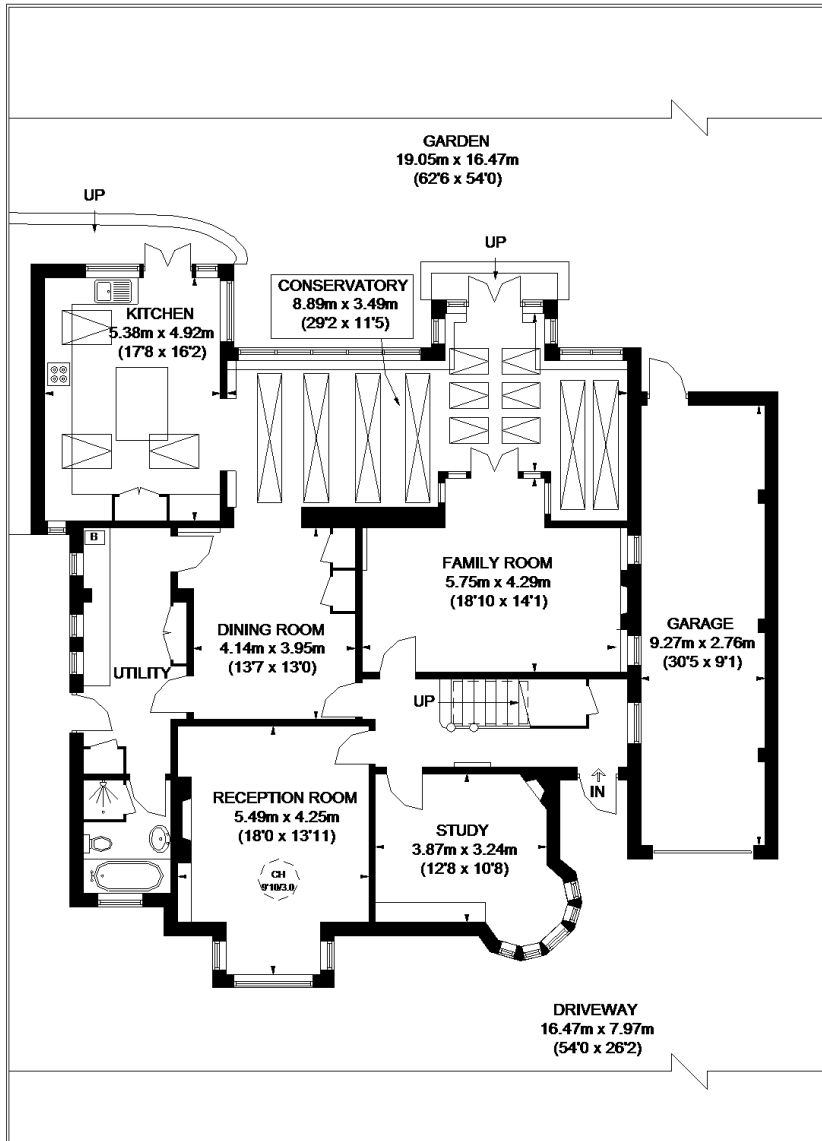 GARDEN
19.05m x 16.47m
(62'6 x 54'0)
UP
UP
CONSERVATORY
8.89m x 3.49m
(29'2 x 11'5)
KITCHEN
5.38m x 4.92m
(17'8 x 16'2)
B
FAMILY ROOM
5.75m x 4.29m
(18'10 x 14'1)
GARAGE
9.27m x 2.76m
(30'5 x 9'1)
DINING ROOM
4.14m x 3.95m
(13'7 x 13'0)
UTILITY
UP
IN
RECEPTION ROOM
5.49m x 4.25m
(18'0 x 13'11)
CH
9'10/3.0
STUDY
3.87m x 3.24m
(12'8 x 10'8)
DRIVEWAY
16.47m x 7.97m
(54'0 x 26'2)